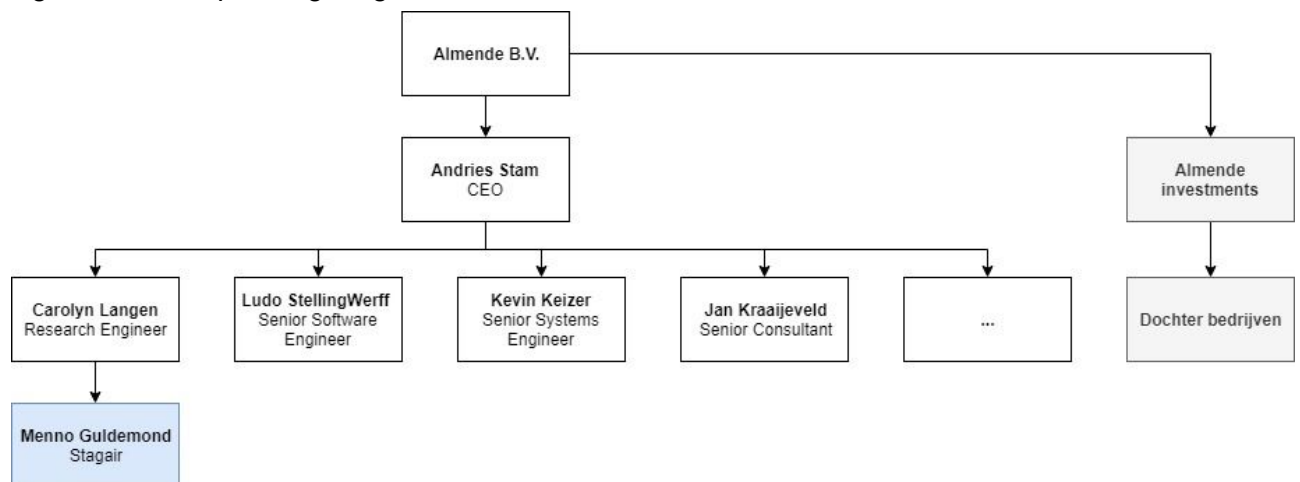 Almende B.V.
Andries Stam
CEO
Almende
investments
Carolyn Langen
Research Engineer
Ludo StellingWerff
Senior Software
Engineer
Kevin Keizer
Senior Systems
Engineer
Jan Kraaijeveld
Senior Consultant
...
Dochter bedrijven
Menno Guldemond
Stagair